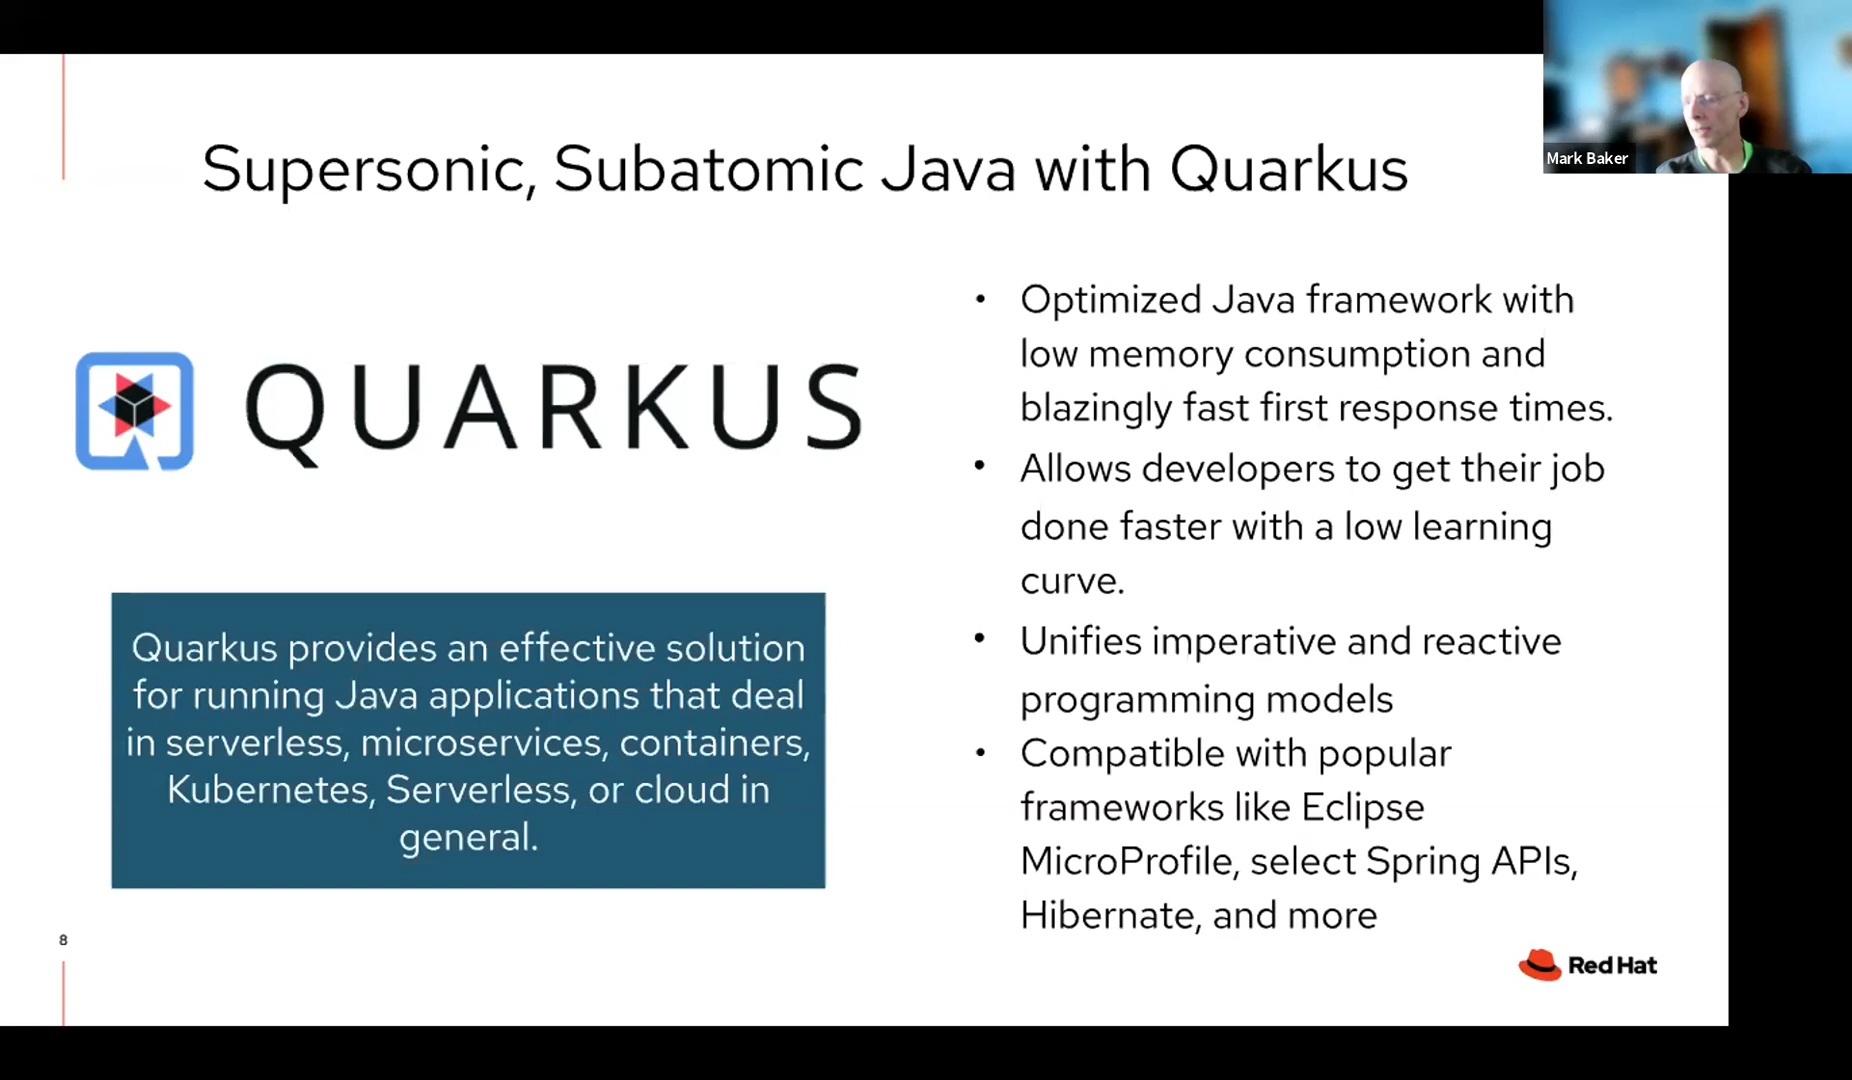 Mark Baker
Supersonic, Subatomic Java with Quarkus
QUARKUS
Quarkus provides an effective solution
for running Java applications that deal
in serverless, microservices, containers,
Kubernetes, Serverless, or cloud in
general.
• Optimized Java framework with
low memory consumption and
blazingly fast first response times.
• Allows developers to get their job
done faster with a low learning
curve.
• Unifies imperative and reactive
programming models
• Compatible with popular
frameworks like Eclipse
MicroProfile, select Spring APIs,
Hibernate, and more
8
Red Hat